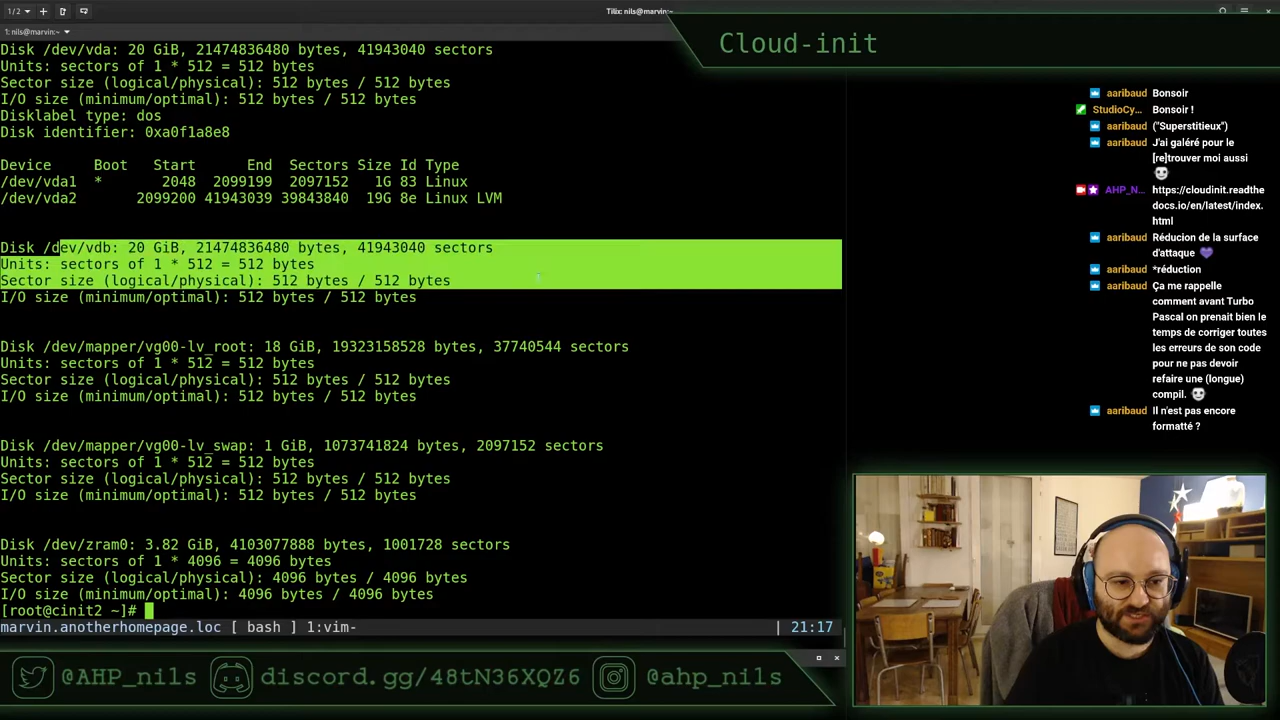 1/2
Tilix: nils@marvin:~
1: nils@marvin:~
Disk /dev/vda: 20 GiB, 21474836480 bytes, 41943040 sectors
Units: sectors of 1 * 512 = 512 bytes
Sector size (logical/physical): 512 bytes / 512 bytes
I/O size (minimum/optimal): 512 bytes / 512 bytes
Disklabel type: dos
Disk identifier: 0xa0f1a8e8
Device     Boot   Start      End  Sectors Size Id Type
/dev/vda1  *       2048  2099199  2097152   1G 83 Linux
/dev/vda2       2099200 41943039 39843840  19G 8e Linux LVM
Disk /dev/vdb: 20 GiB, 21474836480 bytes, 41943040 sectors
Units: sectors of 1 * 512 = 512 bytes
Sector size (logical/physical): 512 bytes / 512 bytes
I/O size (minimum/optimal): 512 bytes / 512 bytes
Disk /dev/mapper/vg00-lv_root: 18 GiB, 19323158528 bytes, 37740544 sectors
Units: sectors of 1 * 512 = 512 bytes
Sector size (logical/physical): 512 bytes / 512 bytes
I/O size (minimum/optimal): 512 bytes / 512 bytes
Disk /dev/mapper/vg00-lv_swap: 1 GiB, 1073741824 bytes, 2097152 sectors
Units: sectors of 1 * 512 = 512 bytes
Sector size (logical/physical): 512 bytes / 512 bytes
I/O size (minimum/optimal): 512 bytes / 512 bytes
Disk /dev/zram0: 3.82 GiB, 4103077888 bytes, 1001728 sectors
Units: sectors of 1 * 4096 = 4096 bytes
Sector size (logical/physical): 4096 bytes / 4096 bytes
I/O size (minimum/optimal): 4096 bytes / 4096 bytes
[root@cinit2 ~]#
marvin.anotherhomepage.loc [ bash ] 1:vim-
| 21:17
Cloud-init
aaribaud Bonsoir
StudioCy... Bonsoir !
aaribaud ("Superstitieux")
aaribaud J'ai galéré pour le
[re]trouver moi aussi
AHP_N... https://cloudinit.readthe
docs.io/en/latest/index.
html
aaribaud Réducion de la surface
d'attaque
aaribaud *réduction
aaribaud Ça me rappelle
comment avant Turbo
Pascal on prenait bien le
temps de corriger toutes
les erreurs de son code
pour ne pas devoir
refaire une (longue)
compil.
aaribaud Il n'est pas encore
formatté ?
@AHP_nils
discord.gg/48tN36XQZ6
@ahp_nils